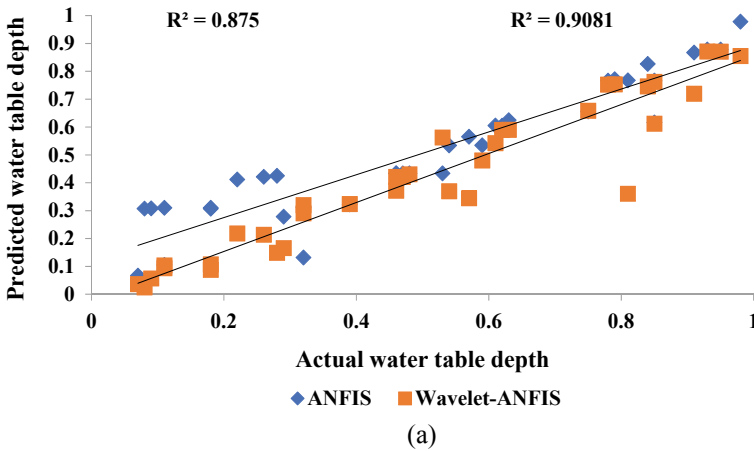 R² = 0.875
R² = 0.9081
Predicted water table depth
1
0.9
0.8
0.7
0.6
0.5
0.4
0.3
0.2
0.1
0
0 0.2 0.4 0.6 0.8 1
Actual water table depth
ANFIS Wavelet-ANFIS
(a)